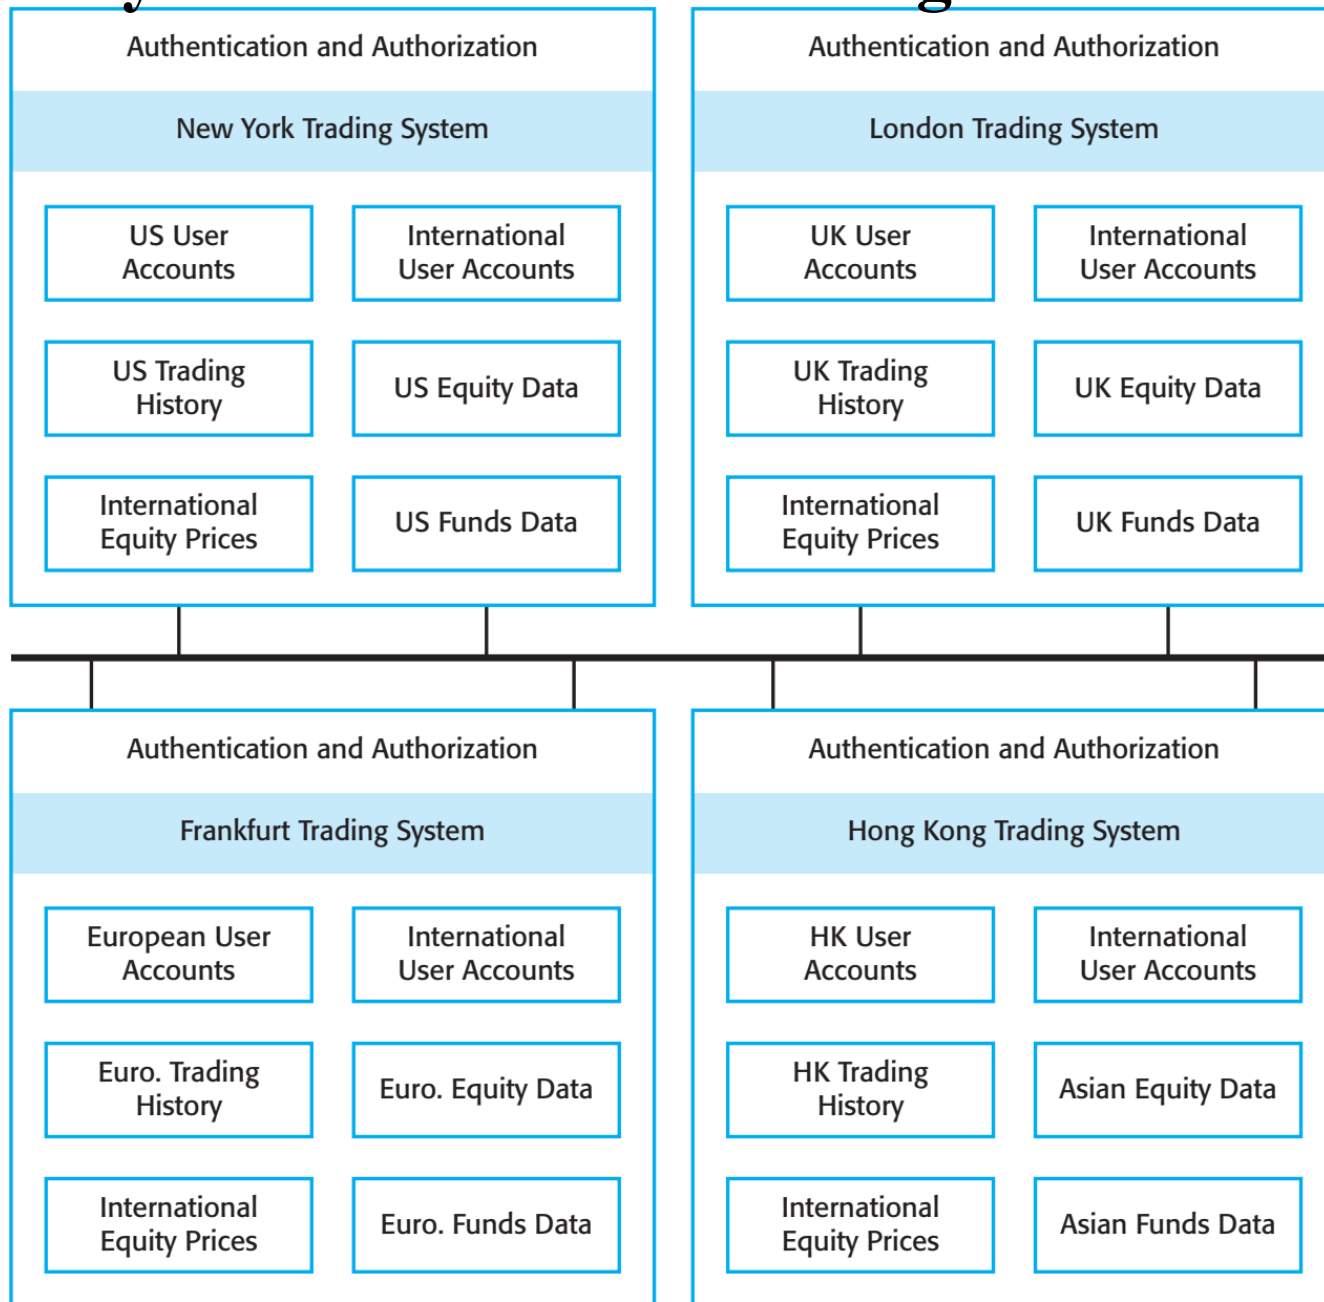 Authentication and Authorization
New York Trading System
US User
Accounts
International
User Accounts
US Trading
History
US Equity Data
International
Equity Prices
US Funds Data
Authentication and Authorization
London Trading System
UK User
Accounts
International
User Accounts
UK Trading
History
UK Equity Data
International
Equity Prices
UK Funds Data
Authentication and Authorization
Frankfurt Trading System
European User
Accounts
International
User Accounts
Euro. Trading
History
Euro. Equity Data
International
Equity Prices
Euro. Funds Data
Authentication and Authorization
Hong Kong Trading System
HK User
Accounts
International
User Accounts
HK Trading
History
Asian Equity Data
International
Equity Prices
Asian Funds Data